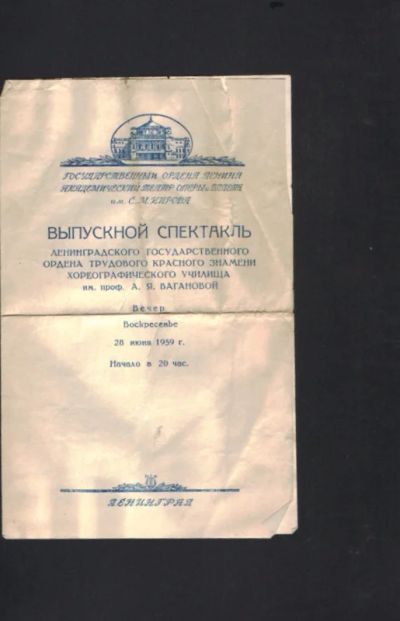 ГОСУДАРСТВЕННЫЙ ОРДЕНА ЛЕНИНА
АКАДЕМИЧЕСКИЙ ТЕАТР ОПЕРЫ и БАЛЕТА
им. С. М. КИРОВА
ВЫПУСКНОЙ СПЕКТАКЛЬ
ЛЕНИНГРАДСКОГО ГОСУДАРСТВЕННОГО
ОРДЕНА ТРУДОВОГО КРАСНОГО ЗНАМЕНИ
ХОРЕОГРАФИЧЕСКОГО УЧИЛИЩА
им. проф. А. Я. ВАГАНОВОЙ
Вечер
Воскресенье
28 июня 1959 г.
Начало в 20 час.
ЛЕНИНГРАД